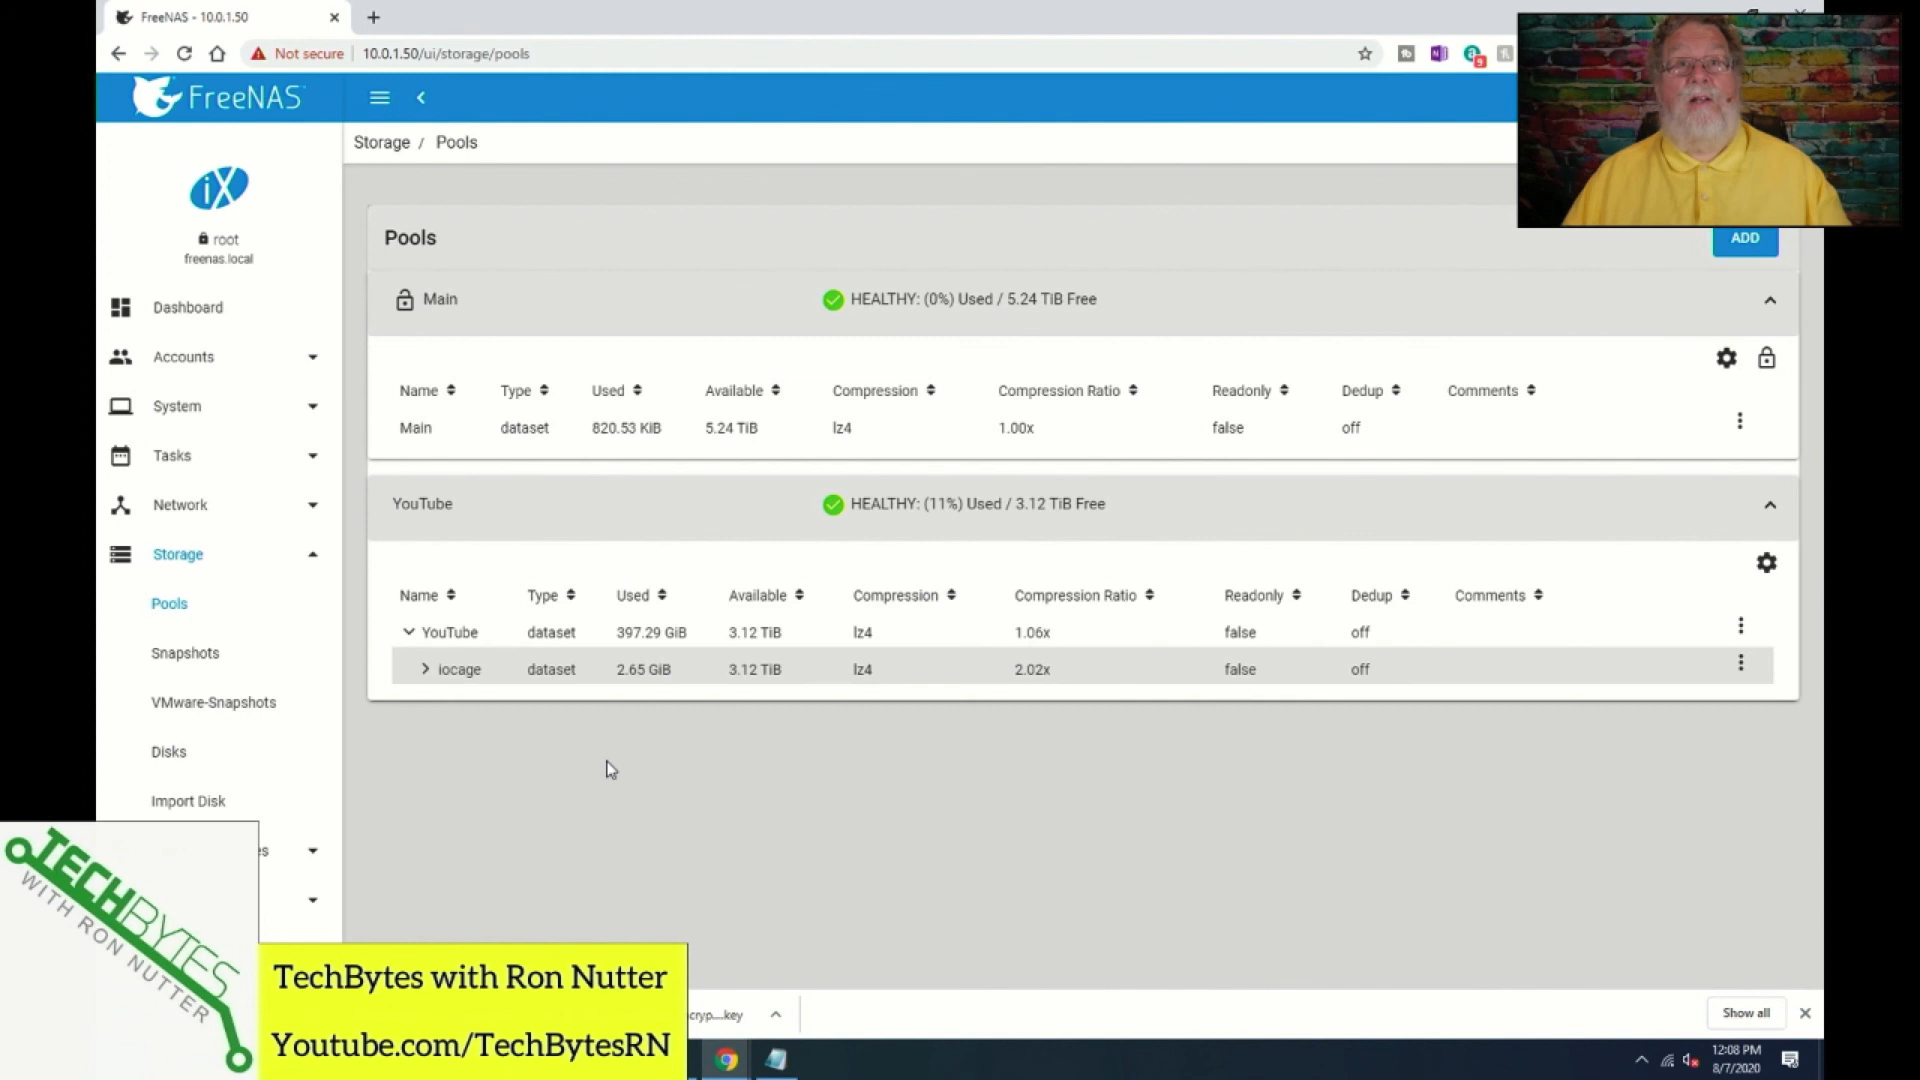 FreeNAS - 10.0.1.50
Not secure
10.0.1.50/ui/storage/pools
9
FreeNAS
Storage / Pools
iX
root
freenas.local
Dashboard
Accounts
System
Tasks
Network
Storage
Pools
Snapshots
VMware-Snapshots
Disks
Import Disk
es
Pools
ADD
Main
HEALTHY: (0%) Used / 5.24 TiB Free
Name Type Used Available Compression Compression Ratio Readonly Dedup Comments
Main dataset 820.53 KiB 5.24 TiB lz4 1.00x false off
YouTube
HEALTHY: (11%) Used / 3.12 TiB Free
Name Type Used Available Compression Compression Ratio Readonly Dedup Comments
YouTube dataset 397.29 GiB 3.12 TiB lz4 1.06x false off
iocage dataset 2.65 GiB 3.12 TiB lz4 2.02x false off
TECHBYTES
WITH RON NUTTER
TechBytes with Ron Nutter
Youtube.com/TechBytesRN
cryp....key
Show all
12:08 PM
8/7/2020